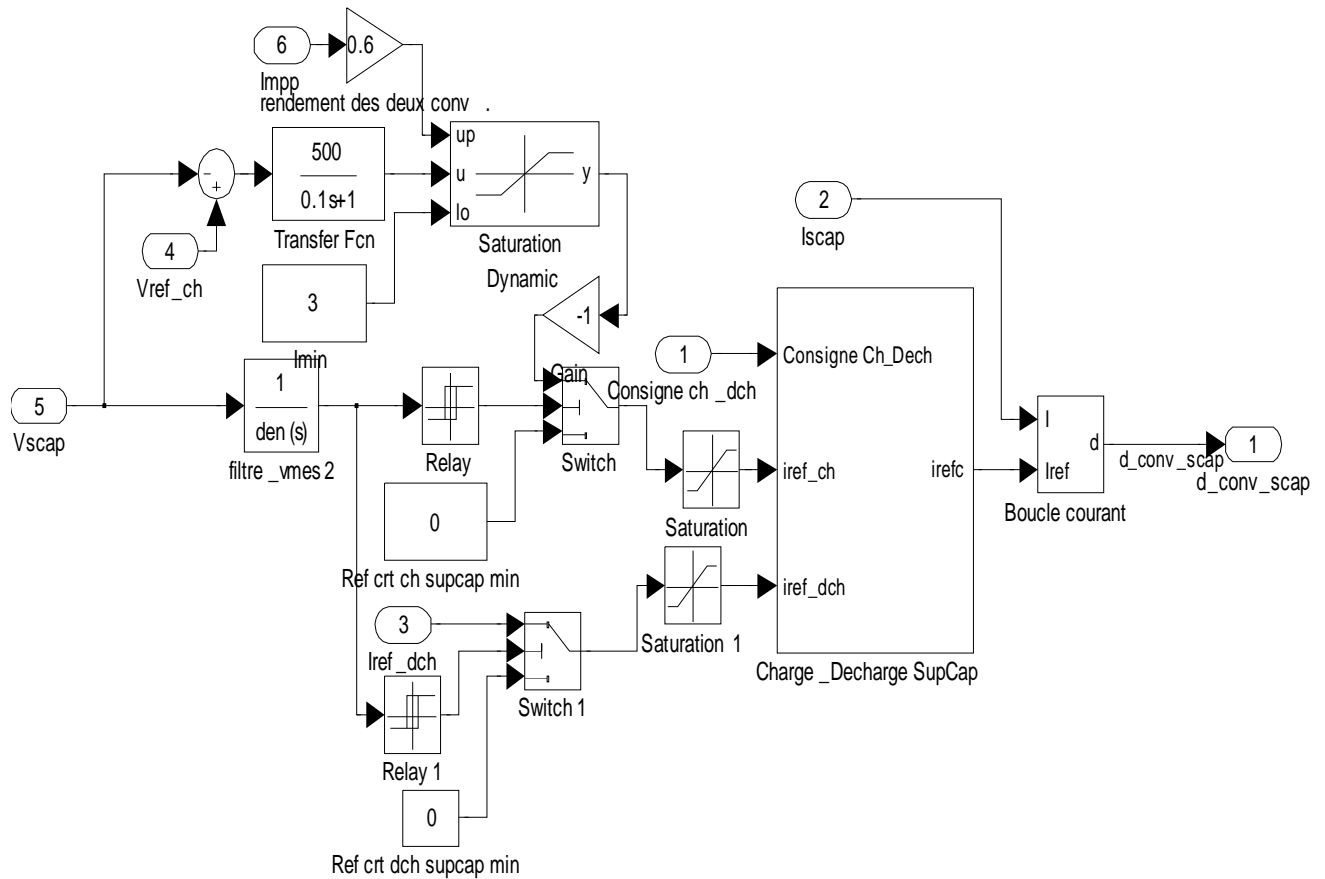 6
0.6
Impp
rendement des deux conv .
500
0.1s+1
Transfer Fcn
up
u
lo
y
Saturation
Dynamic
-
+
4
Vref_ch
3
Imin
-1
Gain
2
Iscap
1
Consigne ch _dch
5
Vscap
1
den (s)
filtre _vmes 2
Relay
Switch
0
Ref crt ch supcap min
Saturation
Consigne Ch_Dech
iref_ch
iref_dch
irefc
Charge _Decharge SupCap
I
Iref
d
Boucle courant
d_conv_scap
1
d_conv_scap
3
Iref_dch
Switch 1
Saturation 1
Relay 1
0
Ref crt dch supcap min